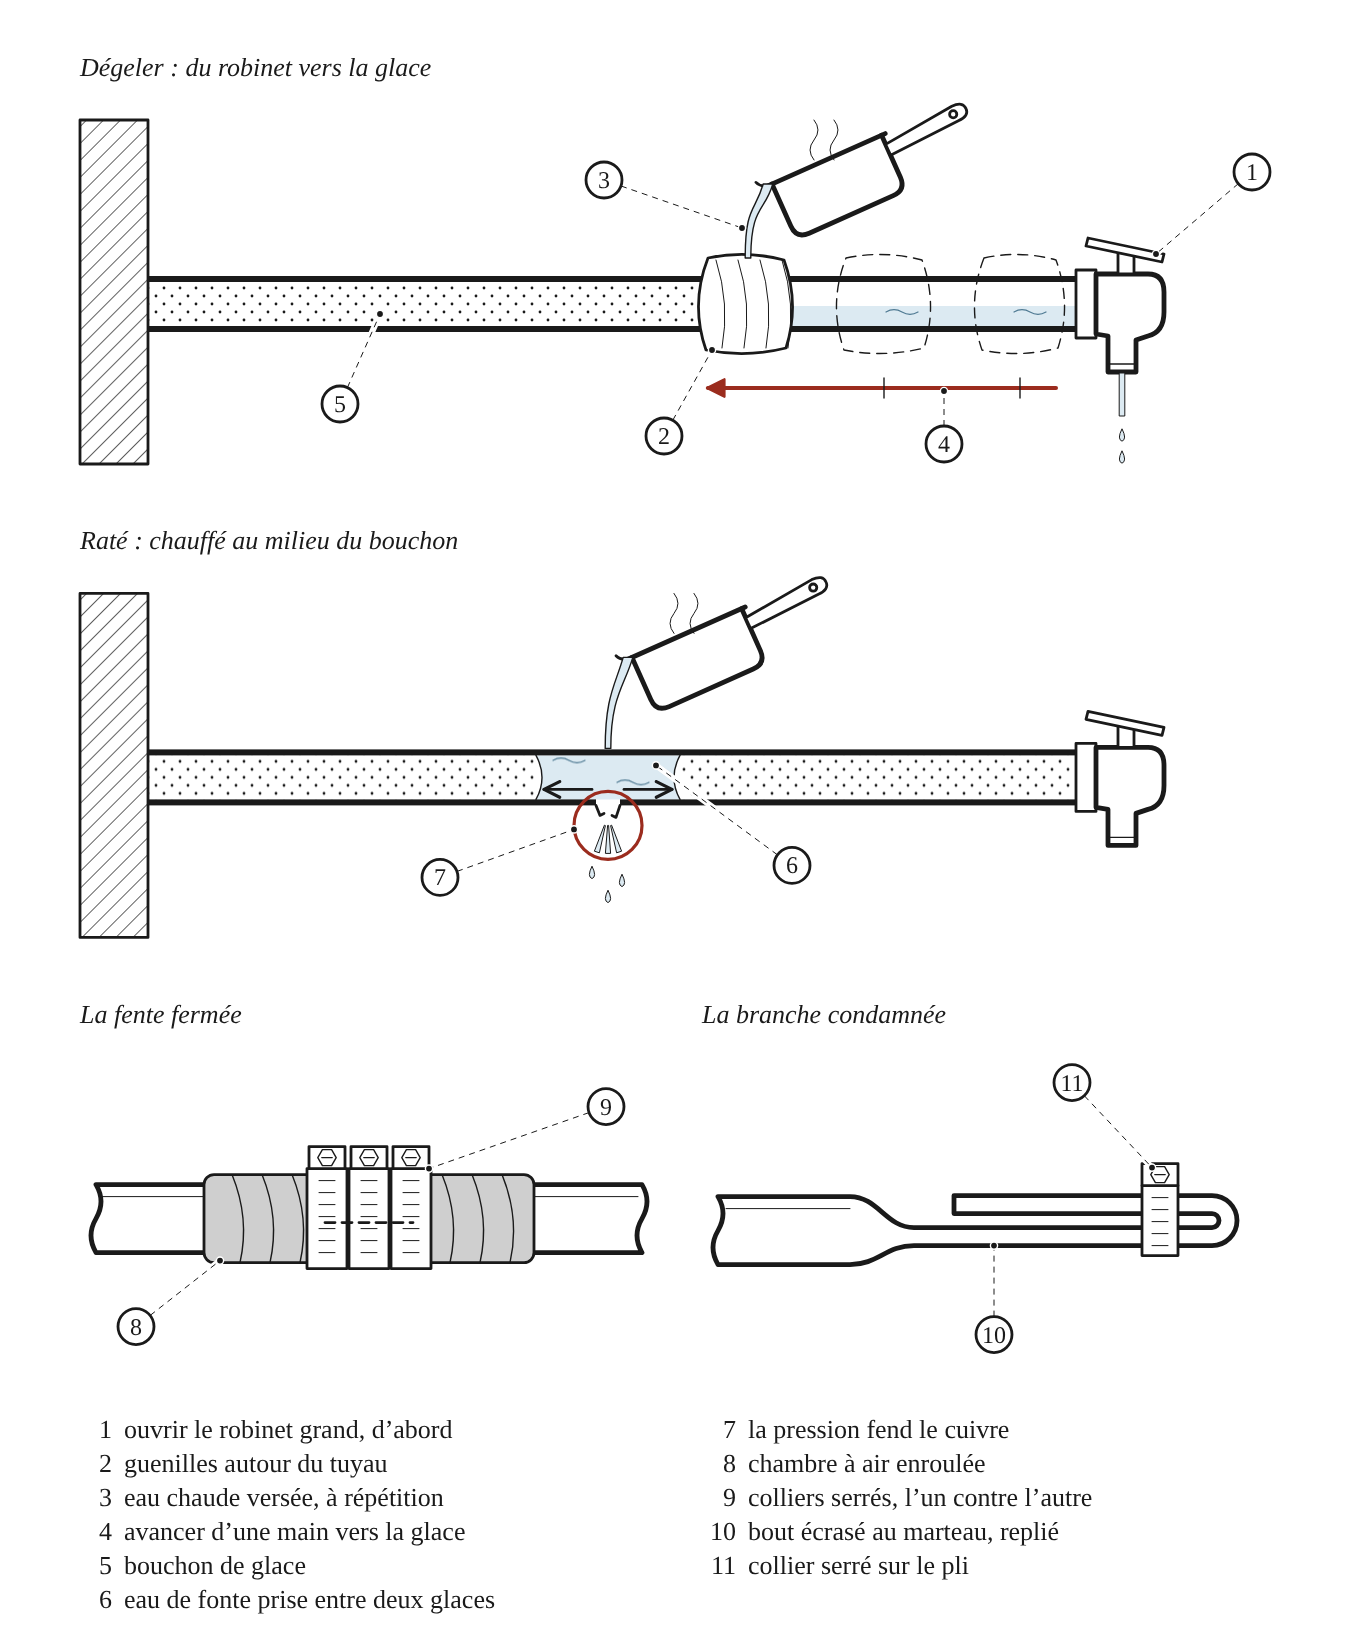 Dégeler : du robinet vers la glace
3
1
5
2
4
Raté : chauffé au milieu du bouchon
7
6
La fente fermée
La branche condamnée
11
9
8
10
1 ouvrir le robinet grand, d’abord
2 guenilles autour du tuyau
3 eau chaude versée, à répétition
4 avancer d’une main vers la glace
5 bouchon de glace
6 eau de fonte prise entre deux glaces
7 la pression fend le cuivre
8 chambre à air enroulée
9 colliers serrés, l’un contre l’autre
10 bout écrasé au marteau, replié
11 collier serré sur le pli